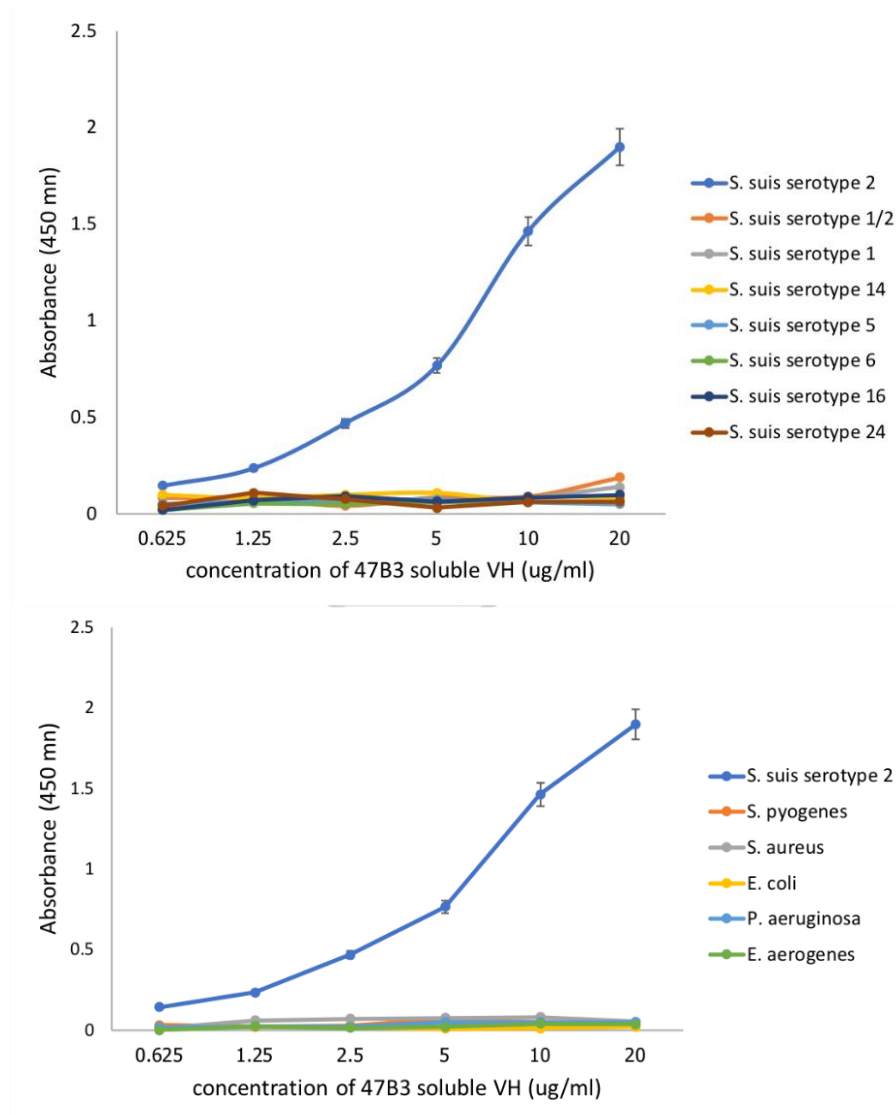 2.5
2
1.5
1
0.5
0
Absorbance (450 mn)
0.625 1.25 2.5 5 10 20
concentration of 47B3 soluble VH (ug/ml)
S. suis serotype 2
S. suis serotype 1/2
S. suis serotype 1
S. suis serotype 14
S. suis serotype 5
S. suis serotype 6
S. suis serotype 16
S. suis serotype 24
2.5
2
1.5
1
0.5
0
Absorbance (450 mn)
0.625 1.25 2.5 5 10 20
concentration of 47B3 soluble VH (ug/ml)
S. suis serotype 2
S. pyogenes
S. aureus
E. coli
P. aeruginosa
E. aerogenes